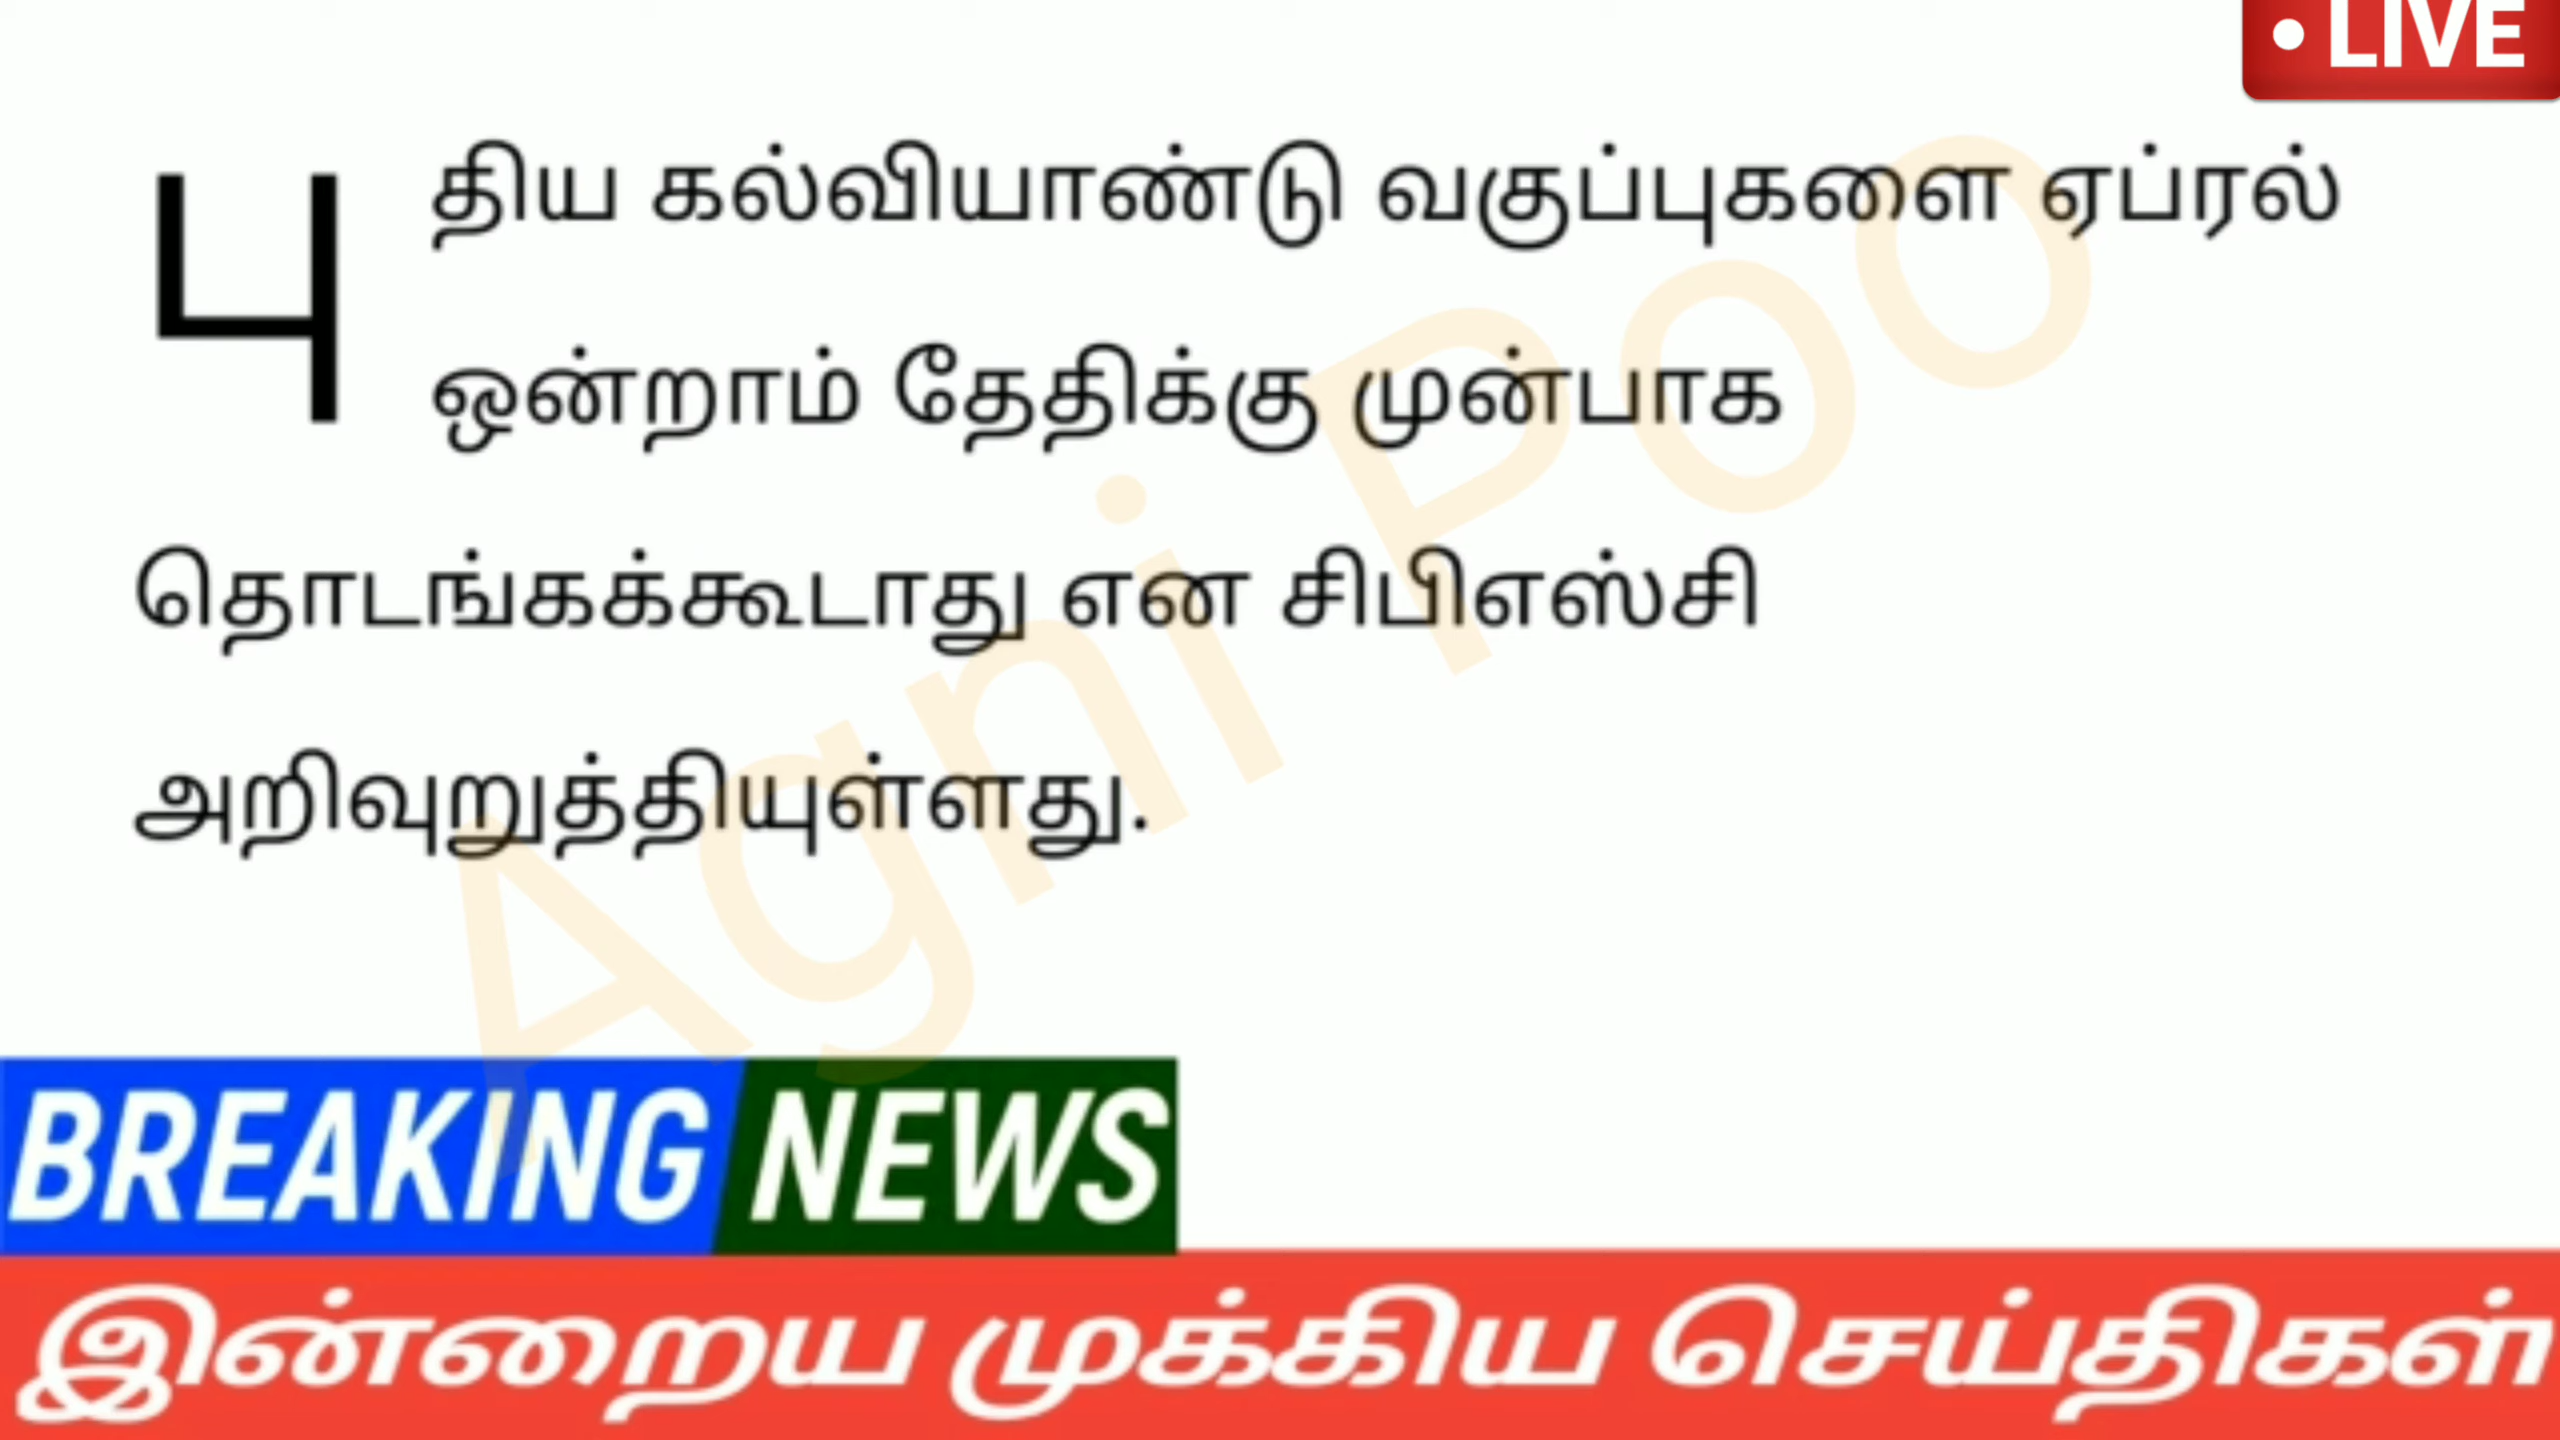 LIVE
புதிய கல்வியாண்டு வகுப்புகளை ஏப்ரல்
ஒன்றாம் தேதிக்கு முன்பாக
தொடங்கக்கூடாது என சிபிஎஸ்சி
அறிவுறுத்தியுள்ளது.
Agni Poo
BREAKING NEWS
இன்றைய முக்கிய செய்திகள்